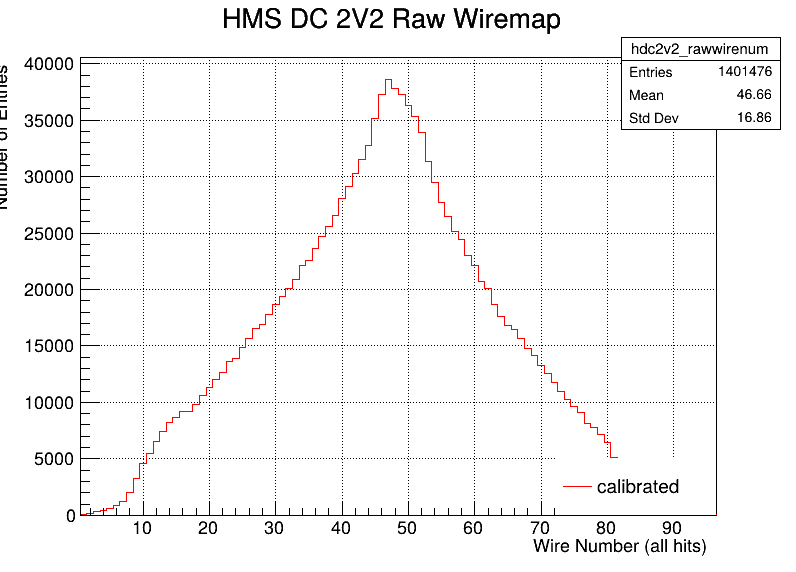 HMS DC 2V2 Raw Wiremap
hdc2v2_rawwirenum
Entries 1401476
Mean 46.66
Std Dev 16.86
Number of Entries
40000
35000
30000
25000
20000
15000
10000
5000
0
10 20 30 40 50 60 70 80 90
calibrated
Wire Number (all hits)